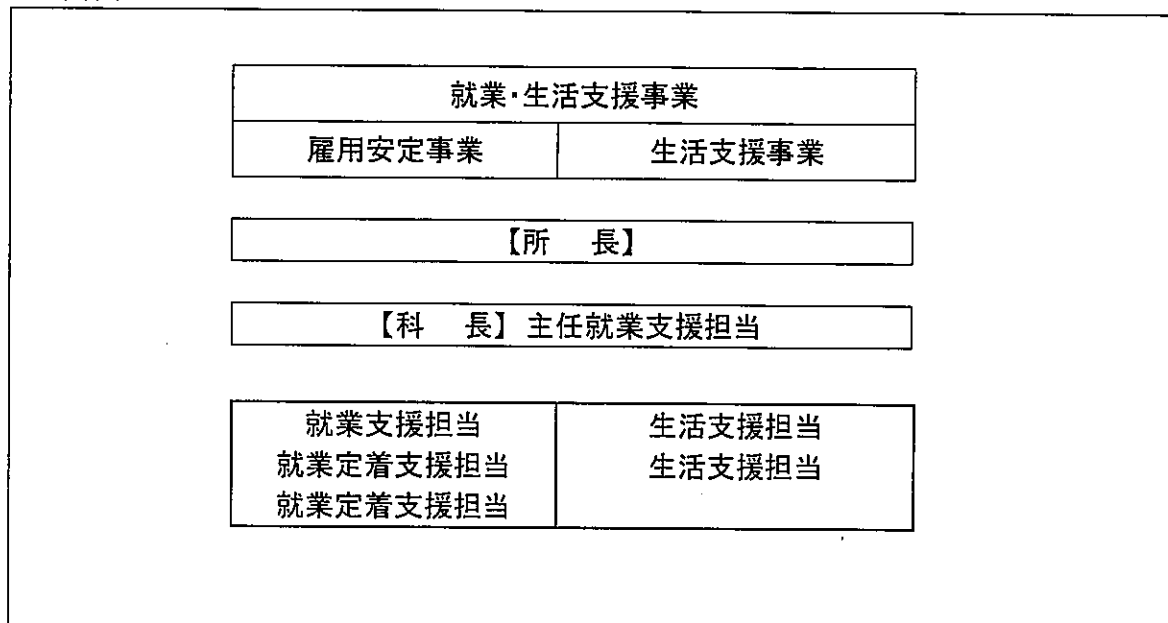 就業・生活支援事業
雇用安定事業 生活支援事業
【所 長】
【科 長】主任就業支援担当
就業支援担当 生活支援担当
就業定着支援担当 生活支援担当
就業定着支援担当